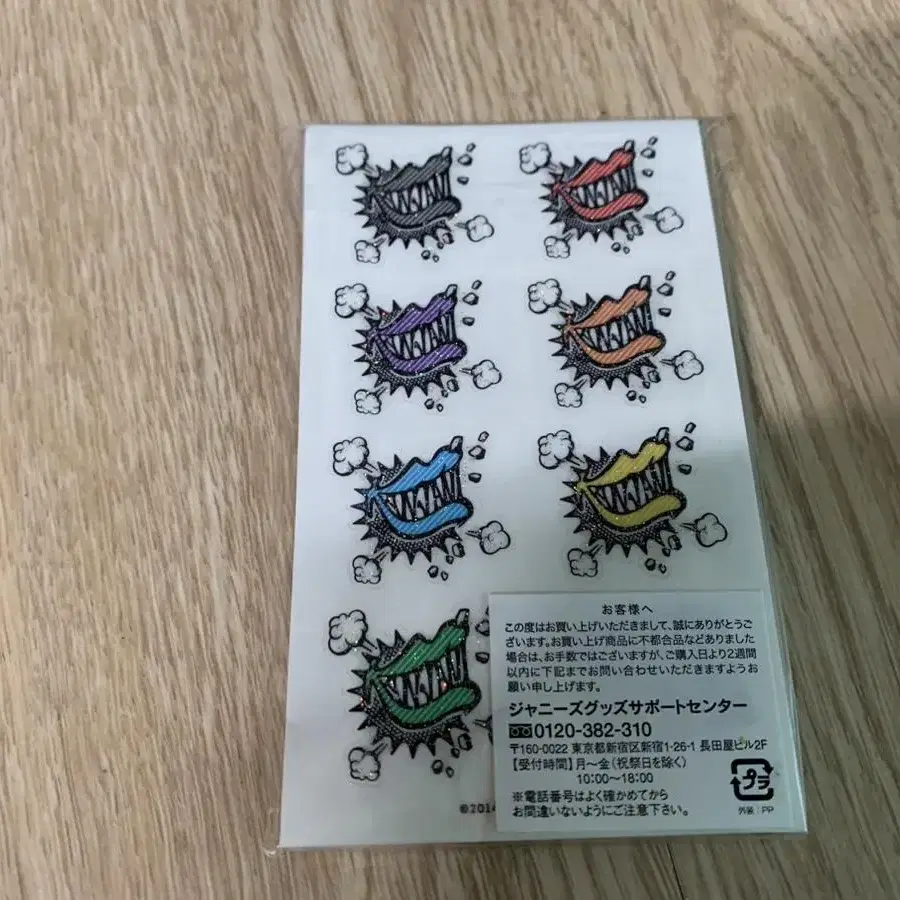 KANJANI
KANJANI
KANJANI
KANJANI
KANJANI
KANJANI
KANJANI
お客様へ
この度はお買い上げいただきまして、誠にありがとう
ございます。お買い上げ商品に不都合品などありました
場合は、お手数ではございますが、ご購入日より2週間
以内に下記までお問い合わせいただきますようお
願い申し上げます。
ジャニーズグッズサポートセンター
0120-382-310
〒160-0022 東京都新宿区新宿1-26-1 長田屋ビル2F
【受付時間】月～金(祝祭日を除く)
10:00～18:00
※電話番号はよく確かめてから
お間違いないようにご注意下さい。
プラ
外装:PP
©2014